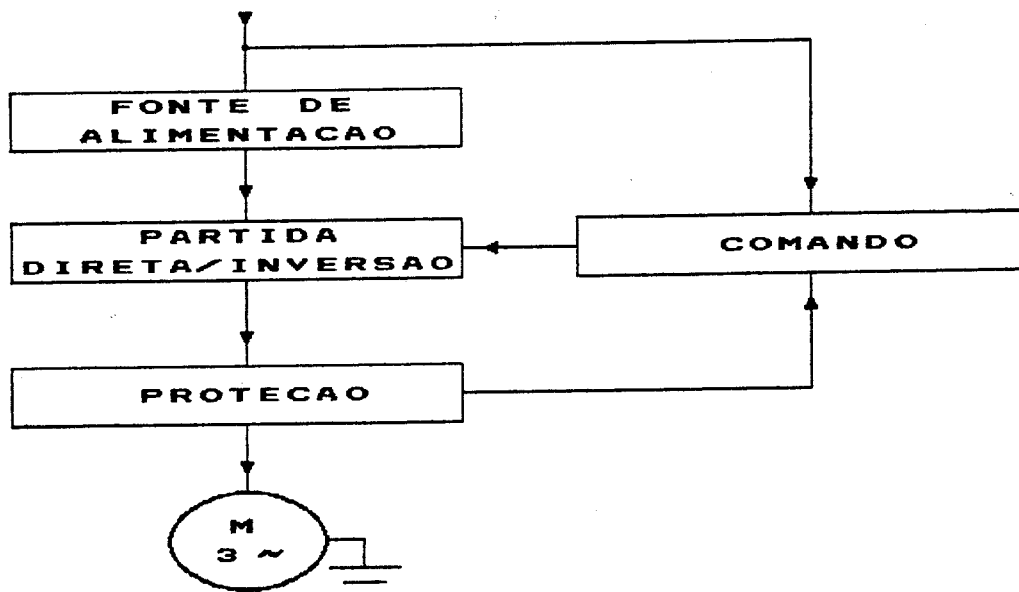 FONTE DE
ALIMENTACAO
PARTIDA
DIRETA/INVERSAO
COMANDO
PROTECAO
M
3 ~